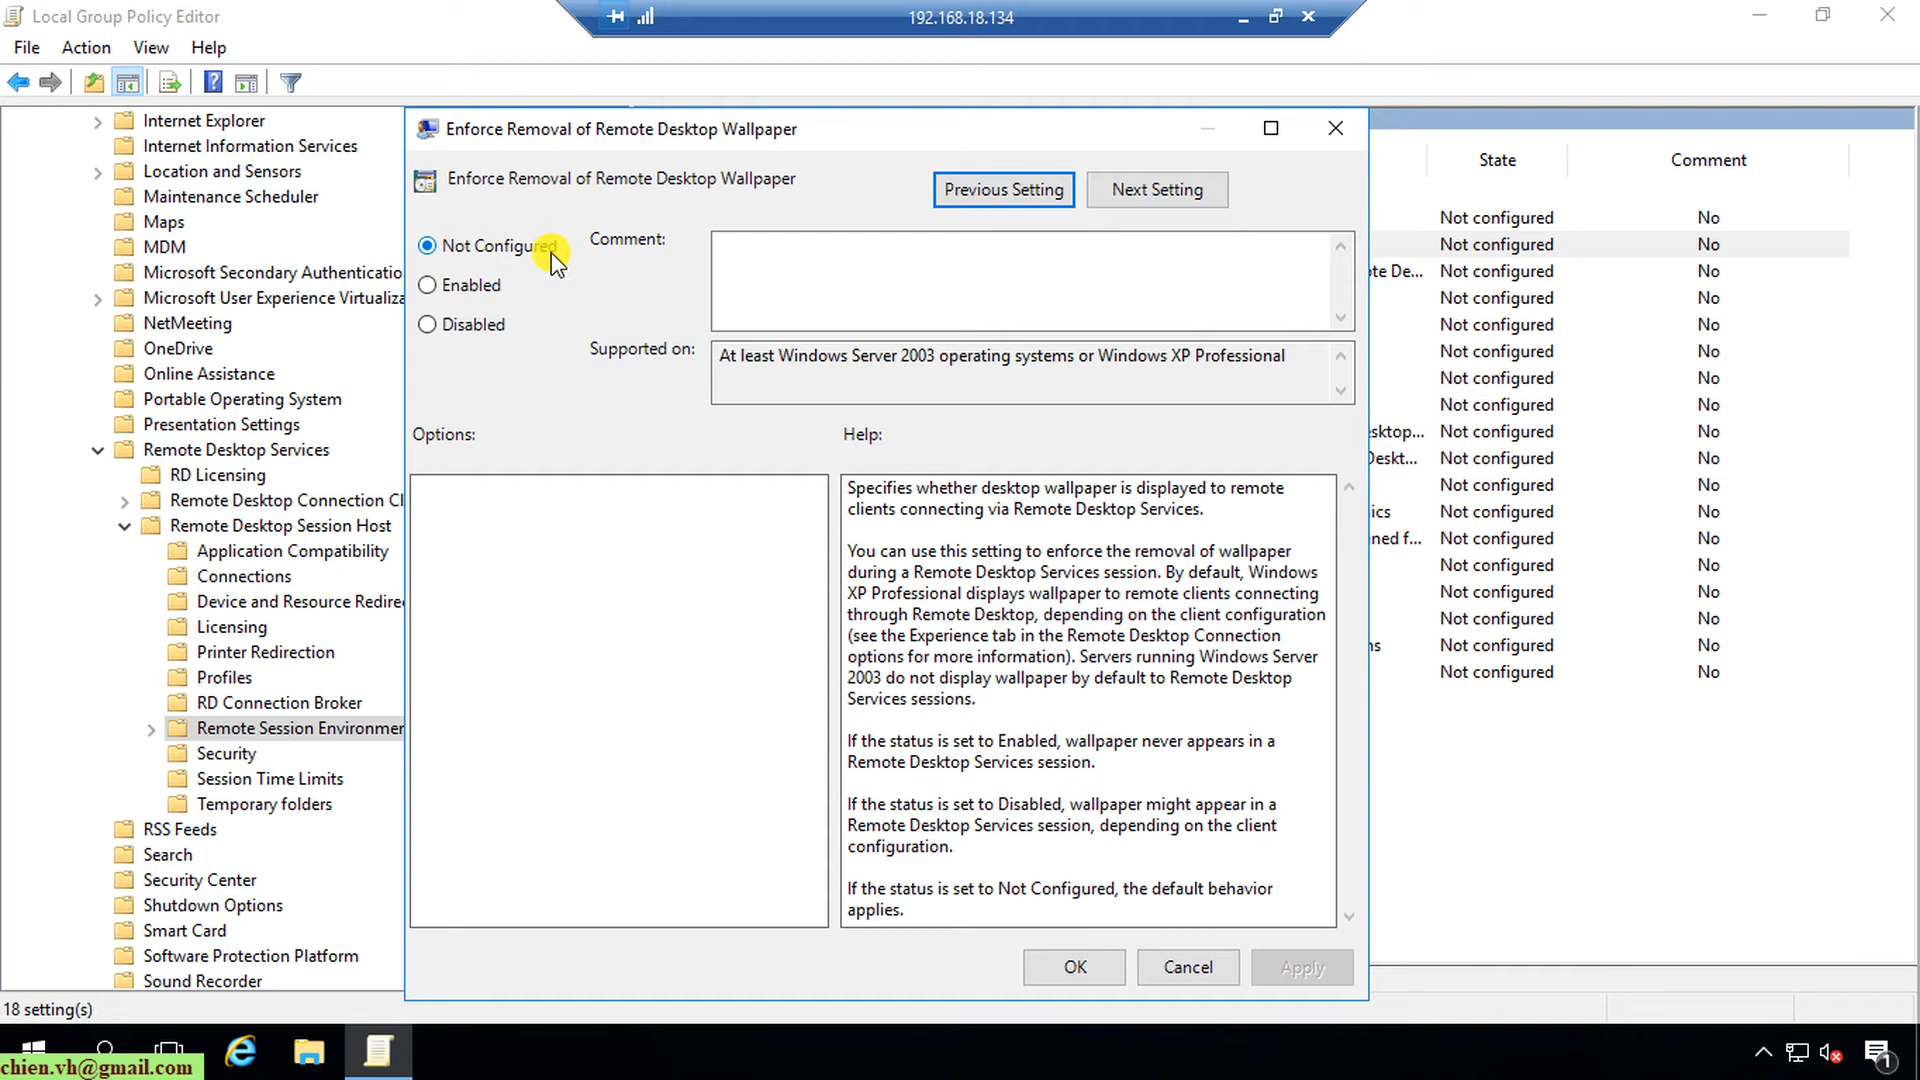 Local Group Policy Editor
192.168.18.134
File Action View Help
Internet Explorer
Internet Information Services
Location and Sensors
Maintenance Scheduler
Maps
MDM
Microsoft Secondary Authenticatio
Microsoft User Experience Virtualiza
NetMeeting
OneDrive
Online Assistance
Portable Operating System
Presentation Settings
Remote Desktop Services
RD Licensing
Remote Desktop Connection Cl
Remote Desktop Session Host
Application Compatibility
Connections
Device and Resource Redire
Licensing
Printer Redirection
Profiles
RD Connection Broker
Remote Session Environmer
Security
Session Time Limits
Temporary folders
RSS Feeds
Search
Security Center
Shutdown Options
Smart Card
Software Protection Platform
Sound Recorder
Enforce Removal of Remote Desktop Wallpaper
Enforce Removal of Remote Desktop Wallpaper
Previous Setting
Next Setting
Not Configured
Enabled
Disabled
Comment:
Supported on:
At least Windows Server 2003 operating systems or Windows XP Professional
Options:
Help:
Specifies whether desktop wallpaper is displayed to remote
clients connecting via Remote Desktop Services.
You can use this setting to enforce the removal of wallpaper
during a Remote Desktop Services session. By default, Windows
XP Professional displays wallpaper to remote clients connecting
through Remote Desktop, depending on the client configuration
(see the Experience tab in the Remote Desktop Connection
options for more information). Servers running Windows Server
2003 do not display wallpaper by default to Remote Desktop
Services sessions.
If the status is set to Enabled, wallpaper never appears in a
Remote Desktop Services session.
If the status is set to Disabled, wallpaper might appear in a
Remote Desktop Services session, depending on the client
configuration.
If the status is set to Not Configured, the default behavior
applies.
OK
Cancel
Apply
State Comment
Not configured No
Not configured No
te De... Not configured No
Not configured No
Not configured No
Not configured No
Not configured No
Not configured No
sktop... Not configured No
Deskt... Not configured No
Not configured No
ics Not configured No
ned f... Not configured No
Not configured No
Not configured No
Not configured No
ns Not configured No
Not configured No
18 setting(s)
chien.vh@gmail.com
1